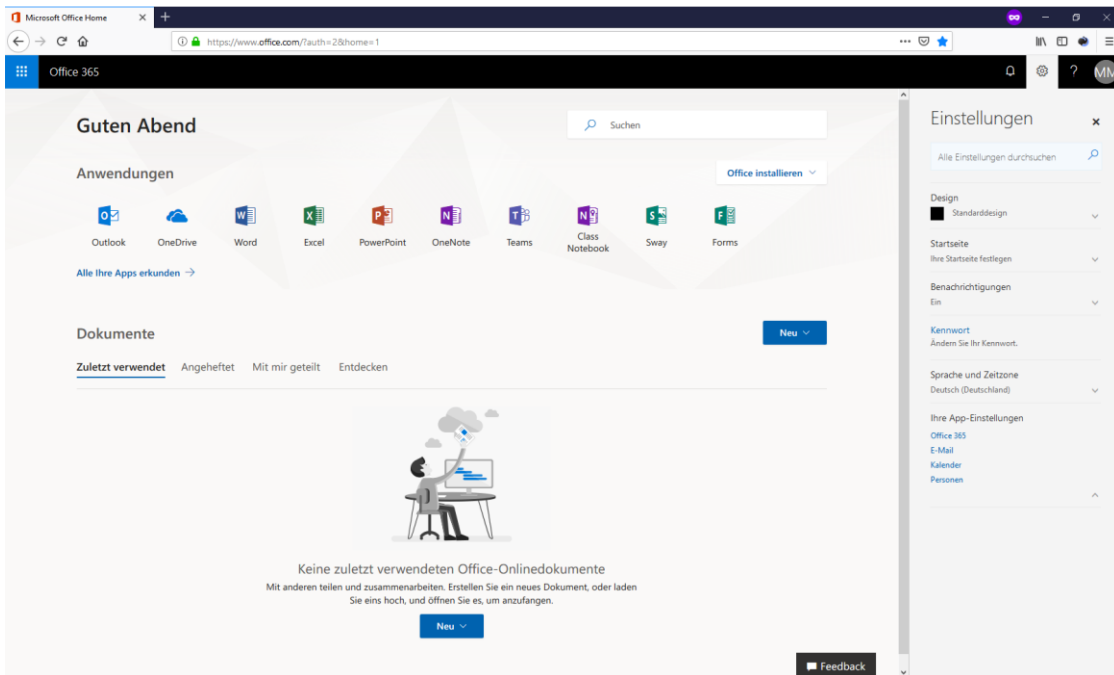 Microsoft Office Home
https://www.office.com/?auth=2&home=1
Office 365
MM
Guten Abend
Suchen
Anwendungen
Office installieren
Outlook
OneDrive
Word
Excel
PowerPoint
OneNote
Teams
Class
Notebook
Sway
Forms
Alle Ihre Apps erkunden
Dokumente
Neu
Zuletzt verwendet Angeheftet Mit mir geteilt Entdecken
Keine zuletzt verwendeten Office-Onlinedokumente
Mit anderen teilen und zusammenarbeiten. Erstellen Sie ein neues Dokument, oder laden
Sie eins hoch, und öffnen Sie es, um anzufangen.
Neu
Feedback
Einstellungen
Alle Einstellungen durchsuchen
Design
Standarddesign
Startseite
Ihre Startseite festlegen
Benachrichtigungen
Ein
Kennwort
Ändern Sie Ihr Kennwort.
Sprache und Zeitzone
Deutsch (Deutschland)
Ihre App-Einstellungen
Office 365
E-Mail
Kalender
Personen